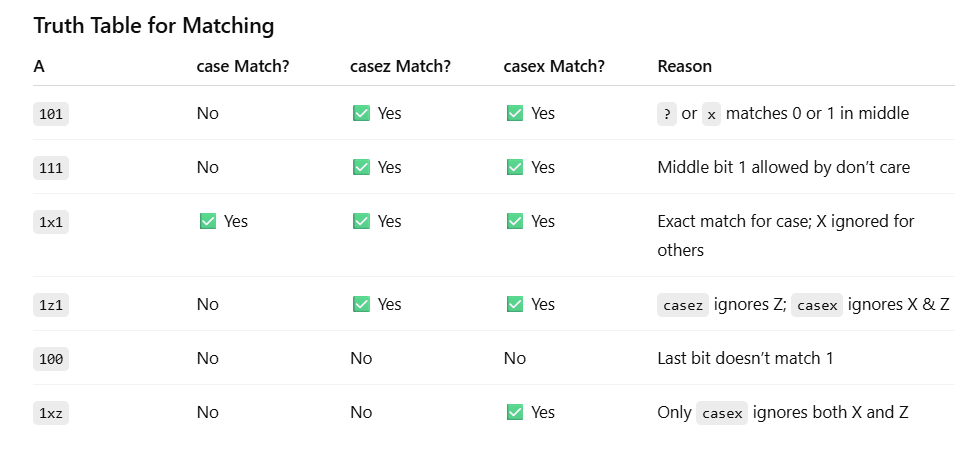 Truth Table for Matching
A case Match? casez Match? casex Match? Reason
101 No ✅ Yes ✅ Yes ? or x matches 0 or 1 in middle
111 No ✅ Yes ✅ Yes Middle bit 1 allowed by don’t care
1x1 ✅ Yes ✅ Yes ✅ Yes Exact match for case; X ignored for
others
1z1 No ✅ Yes ✅ Yes casez ignores Z; casex ignores X & Z
100 No No No Last bit doesn’t match 1
1xz No No ✅ Yes Only casex ignores both X and Z